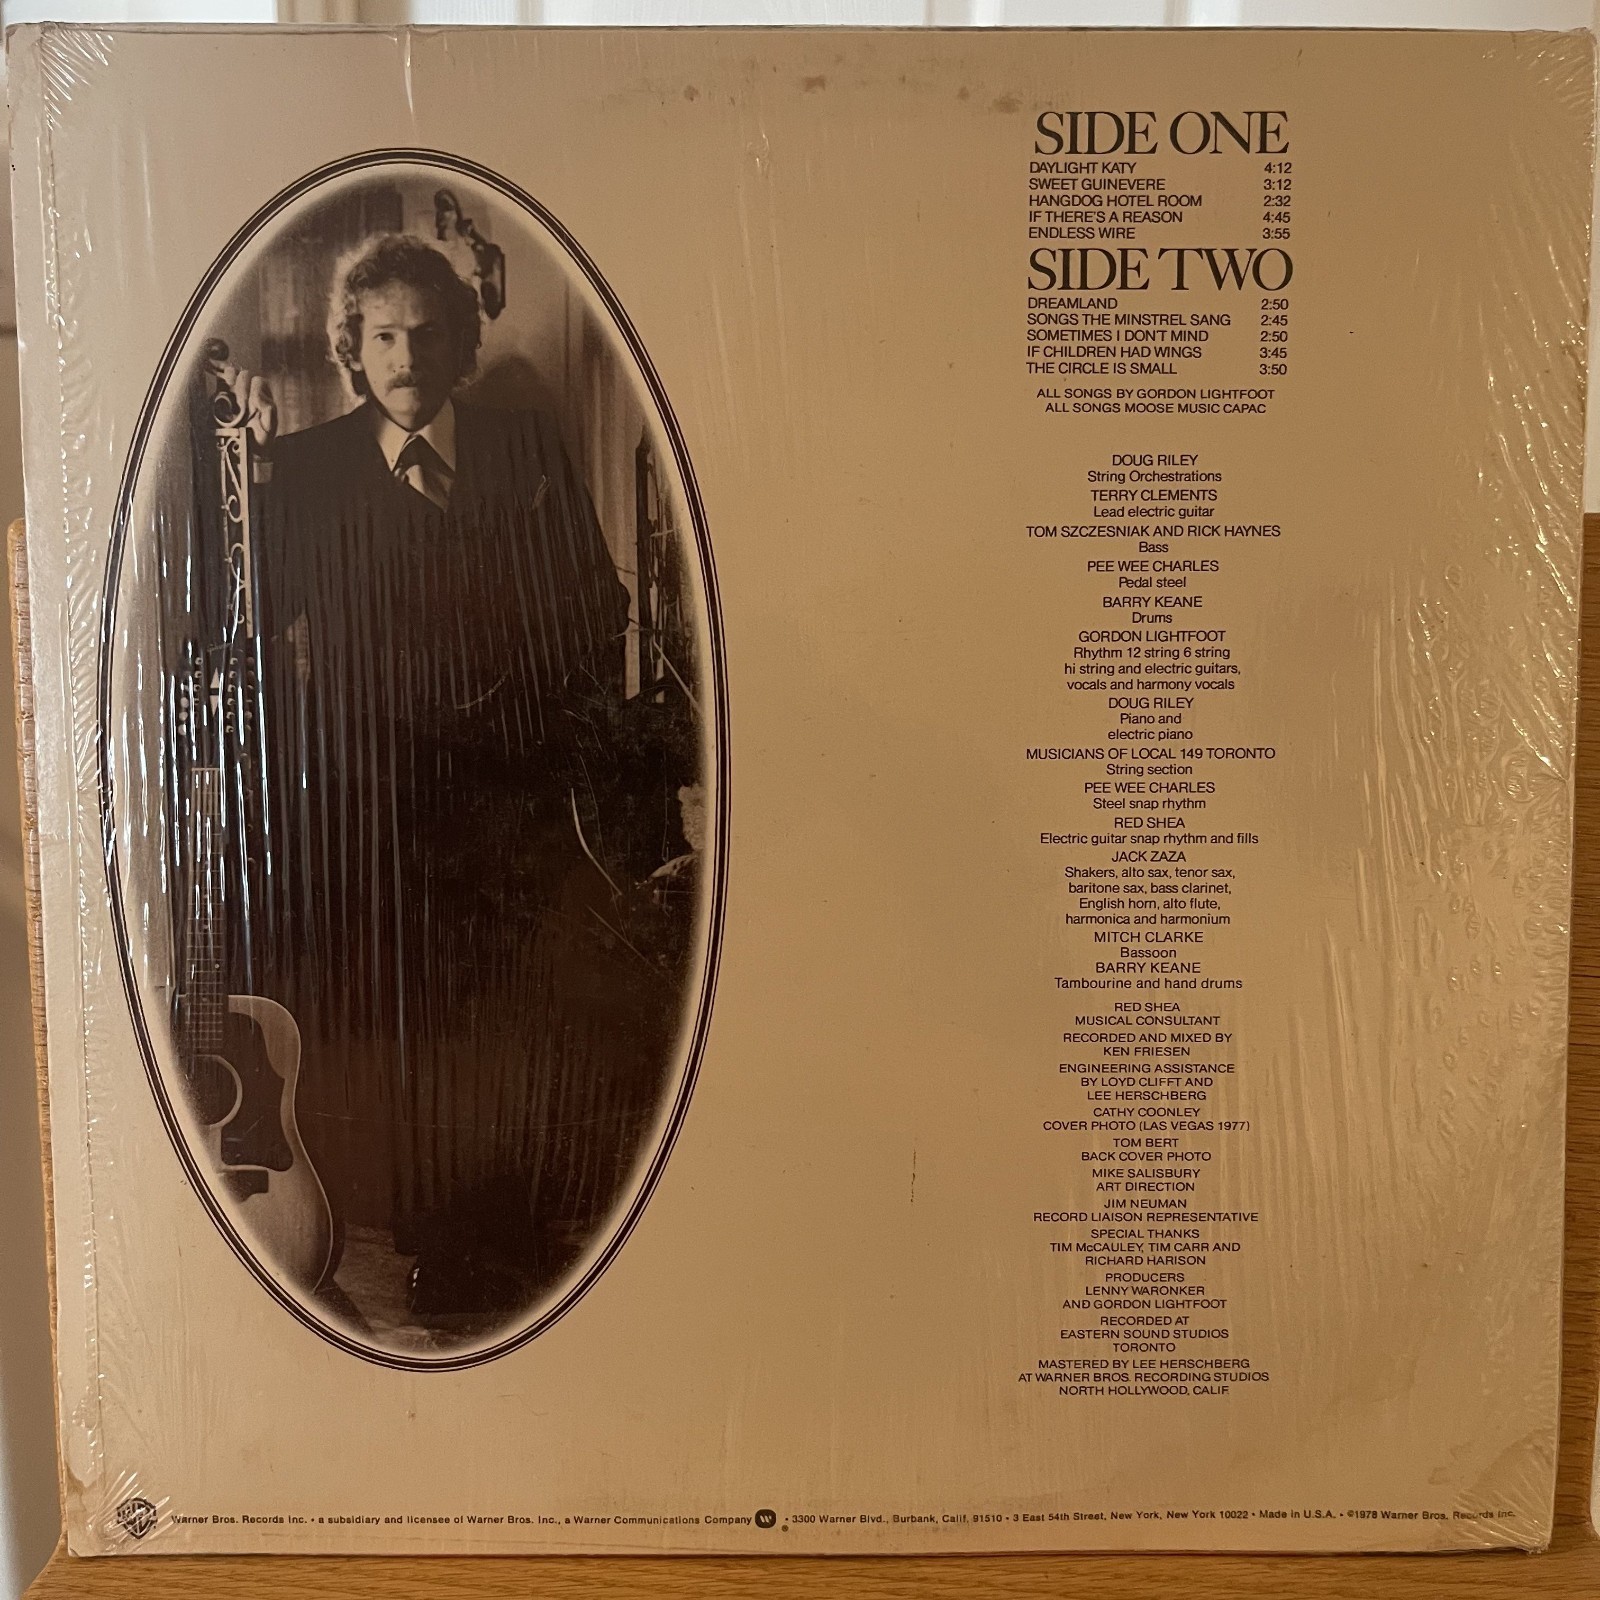 SIDE ONE
DAYLIGHT KATY 4:12
SWEET GUINEVERE 3:12
HANGDOG HOTEL ROOM 2:32
IF THERE'S A REASON 4:45
ENDLESS WIRE 3:55
SIDE TWO
DREAMLAND 2:50
SONGS THE MINSTREL SANG 2:45
SOMETIMES I DON'T MIND 2:50
IF CHILDREN HAD WINGS 3:45
THE CIRCLE IS SMALL 3:50
ALL SONGS BY GORDON LIGHTFOOT
ALL SONGS MOOSE MUSIC CAPAC
DOUG RILEY
String Orchestrations
TERRY CLEMENTS
Lead electric guitar
TOM SZCZESNIAK AND RICK HAYNES
Bass
PEE WEE CHARLES
Pedal steel
BARRY KEANE
Drums
GORDON LIGHTFOOT
Rhythm 12 string 6 string
hi string and electric guitars,
vocals and harmony vocals
DOUG RILEY
Piano and
electric piano
MUSICIANS OF LOCAL 149 TORONTO
String section
PEE WEE CHARLES
Steel snap rhythm
RED SHEA
Electric guitar snap rhythm and fills
JACK ZAZA
Shakers, alto sax, tenor sax,
baritone sax, bass clarinet,
English horn, alto flute,
harmonica and harmonium
MITCH CLARKE
Bassoon
BARRY KEANE
Tambourine and hand drums
RED SHEA
MUSICAL CONSULTANT
RECORDED AND MIXED BY
KEN FRIESEN
ENGINEERING ASSISTANCE
BY LOYD CLIFFT AND
LEE HERSCHBERG
CATHY COONLEY
COVER PHOTO (LAS VEGAS 1977)
TOM BERT
BACK COVER PHOTO
MIKE SALISBURY
ART DIRECTION
JIM NEUMAN
RECORD LIAISON REPRESENTATIVE
SPECIAL THANKS
TIM McCAULEY, TIM CARR AND
RICHARD HARISON
PRODUCERS
LENNY WARONKER
AND GORDON LIGHTFOOT
RECORDED AT
EASTERN SOUND STUDIOS
TORONTO
MASTERED BY LEE HERSCHBERG
AT WARNER BROS. RECORDING STUDIOS
NORTH HOLLYWOOD, CALIF.
Warner Bros. Records Inc. • a subsidiary and licensee of Warner Bros. Inc., a Warner Communications Company ® • 3300 Warner Blvd., Burbank, Calif. 91510 • 3 East 54th Street, New York, New York 10022 • Made in U.S.A. • ©1978 Warner Bros. Records Inc.